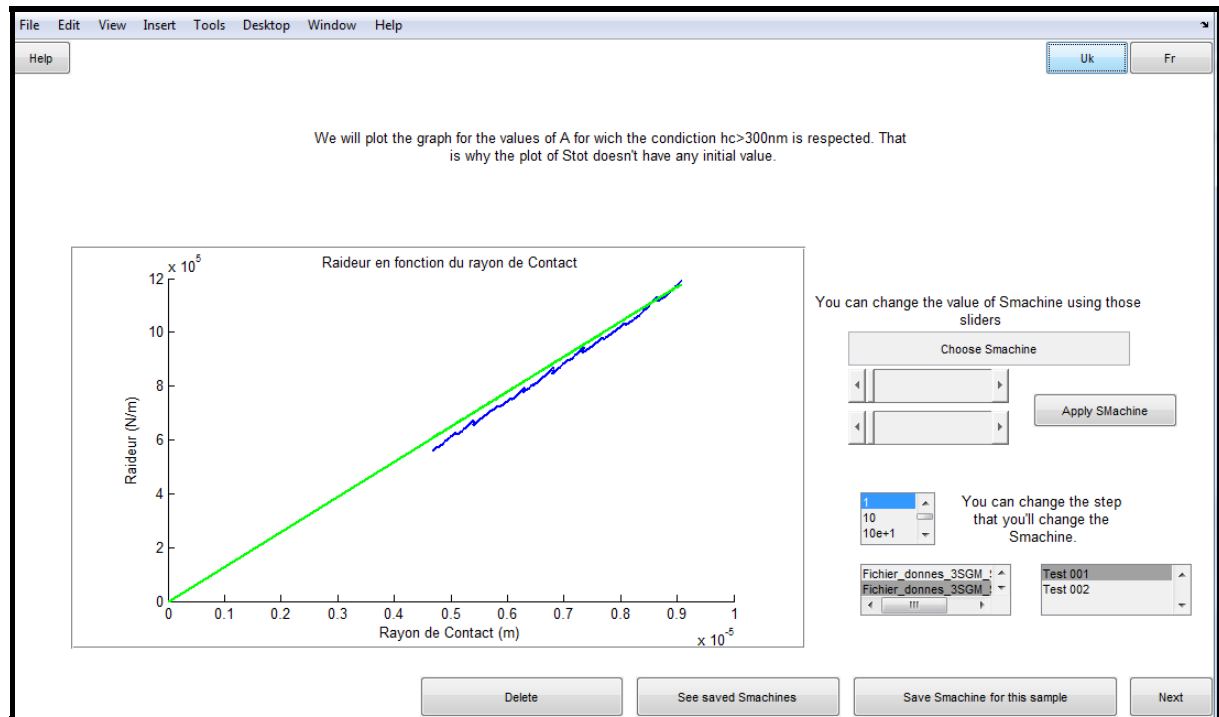 File Edit View Insert Tools Desktop Window Help
Help
Uk
Fr
We will plot the graph for the values of A for wich the condiction hc>300nm is respected. That
is why the plot of Stot doesn't have any initial value.
Raideur en fonction du rayon de Contact
x 10^5
12
10
8
6
4
2
0
Raideur (N/m)
0 0.1 0.2 0.3 0.4 0.5 0.6 0.7 0.8 0.9 1
Rayon de Contact (m)
x 10^-5
You can change the value of Smachine using those
sliders
Choose Smachine
Apply SMachine
1
10
10e+1
You can change the step
that you'll change the
Smachine.
Fichier_donnes_3SGM_
Fichier_donnes_3SGM_
Test 001
Test 002
Delete
See saved Smachines
Save Smachine for this sample
Next